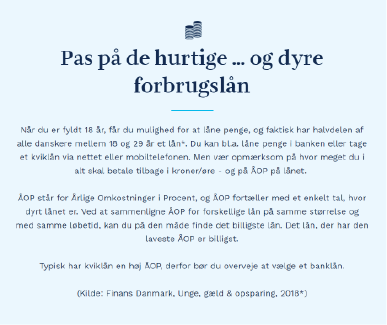 Pas på de hurtige ... og dyre
forbrugslån
Når du er fyldt 18 år, får du mulighed for at låne penge, og faktisk har halvdelen af
alle danskere mellem 18 og 29 år et lån*. Du kan bl.a. låne penge i banken eller tage
et kviklån via nettet eller mobiltelefonen. Men vær opmærksom på hvor meget du i
alt skal betale tilbage i kroner/øre - og på ÅOP på lånet.
ÅOP står for Årlige Omkostninger i Procent, og ÅOP fortæller med et enkelt tal, hvor
dyrt lånet er. Ved at sammenligne ÅOP for forskellige lån på samme størrelse og
med samme løbetid, kan du på den måde finde det billigste lån. Det lån, der har den
laveste ÅOP er billigst.
Typisk har kviklån en høj ÅOP, derfor bør du overveje at vælge et banklån.
(Kilde: Finans Danmark, Unge, gæld & opsparing, 2018*)